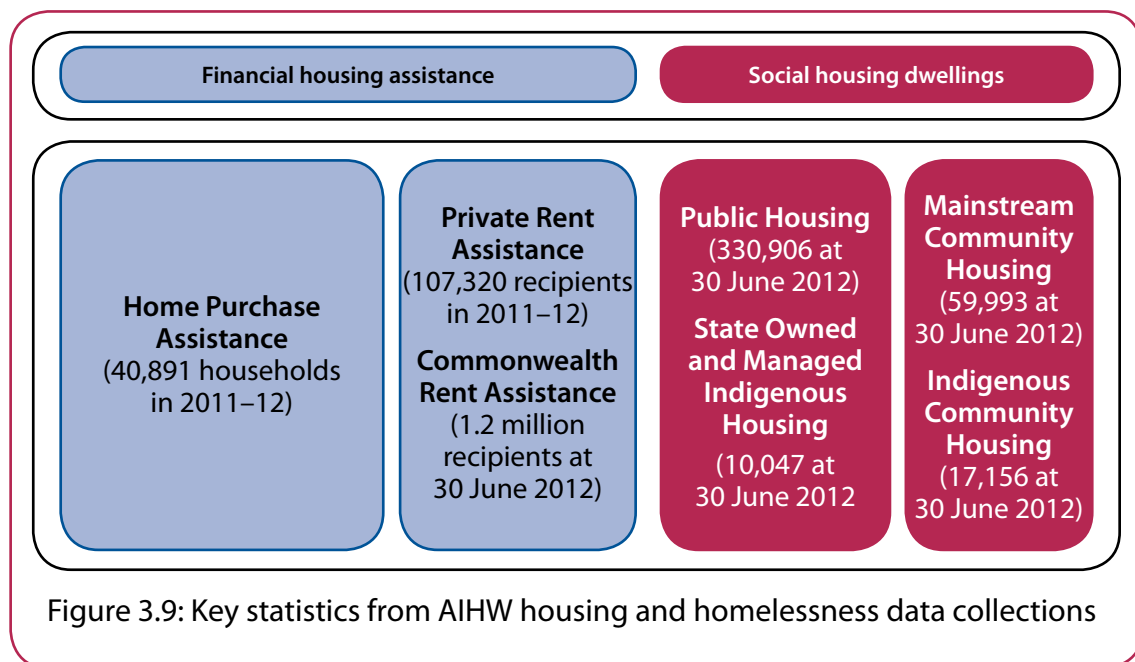 Financial housing assistance
Social housing dwellings
Home Purchase
Assistance
(40,891 households
in 2011–12)
Private Rent
Assistance
(107,320 recipients
in 2011–12)
Commonwealth
Rent Assistance
(1.2 million
recipients at
30 June 2012)
Public Housing
(330,906 at
30 June 2012)
State Owned
and Managed
Indigenous
Housing
(10,047 at
30 June 2012
Mainstream
Community
Housing
(59,993 at
30 June 2012)
Indigenous
Community
Housing
(17,156 at
30 June 2012)
Figure 3.9: Key statistics from AIHW housing and homelessness data collections